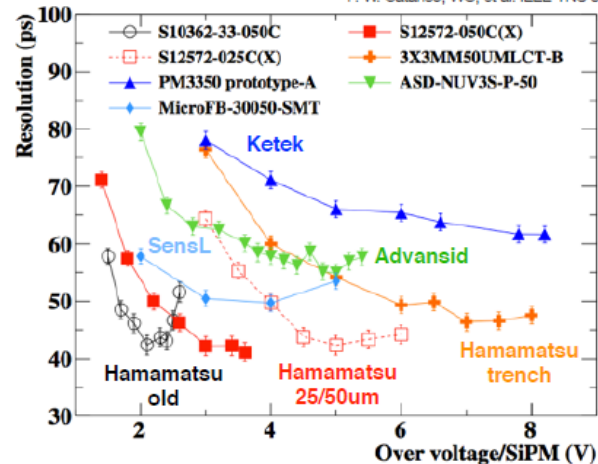 Resolution (ps)
100
90
80
70
60
50
40
30
S10362-33-050C
S12572-050C(X)
S12572-025C(X)
3X3MM50UMLCT-B
PM3350 prototype-A
ASD-NUV3S-P-50
MicroFB-30050-SMT
Ketek
SensL
Advansid
Hamamatsu
old
Hamamatsu
25/50um
Hamamatsu
trench
2
4
6
8
Over voltage/SiPM (V)